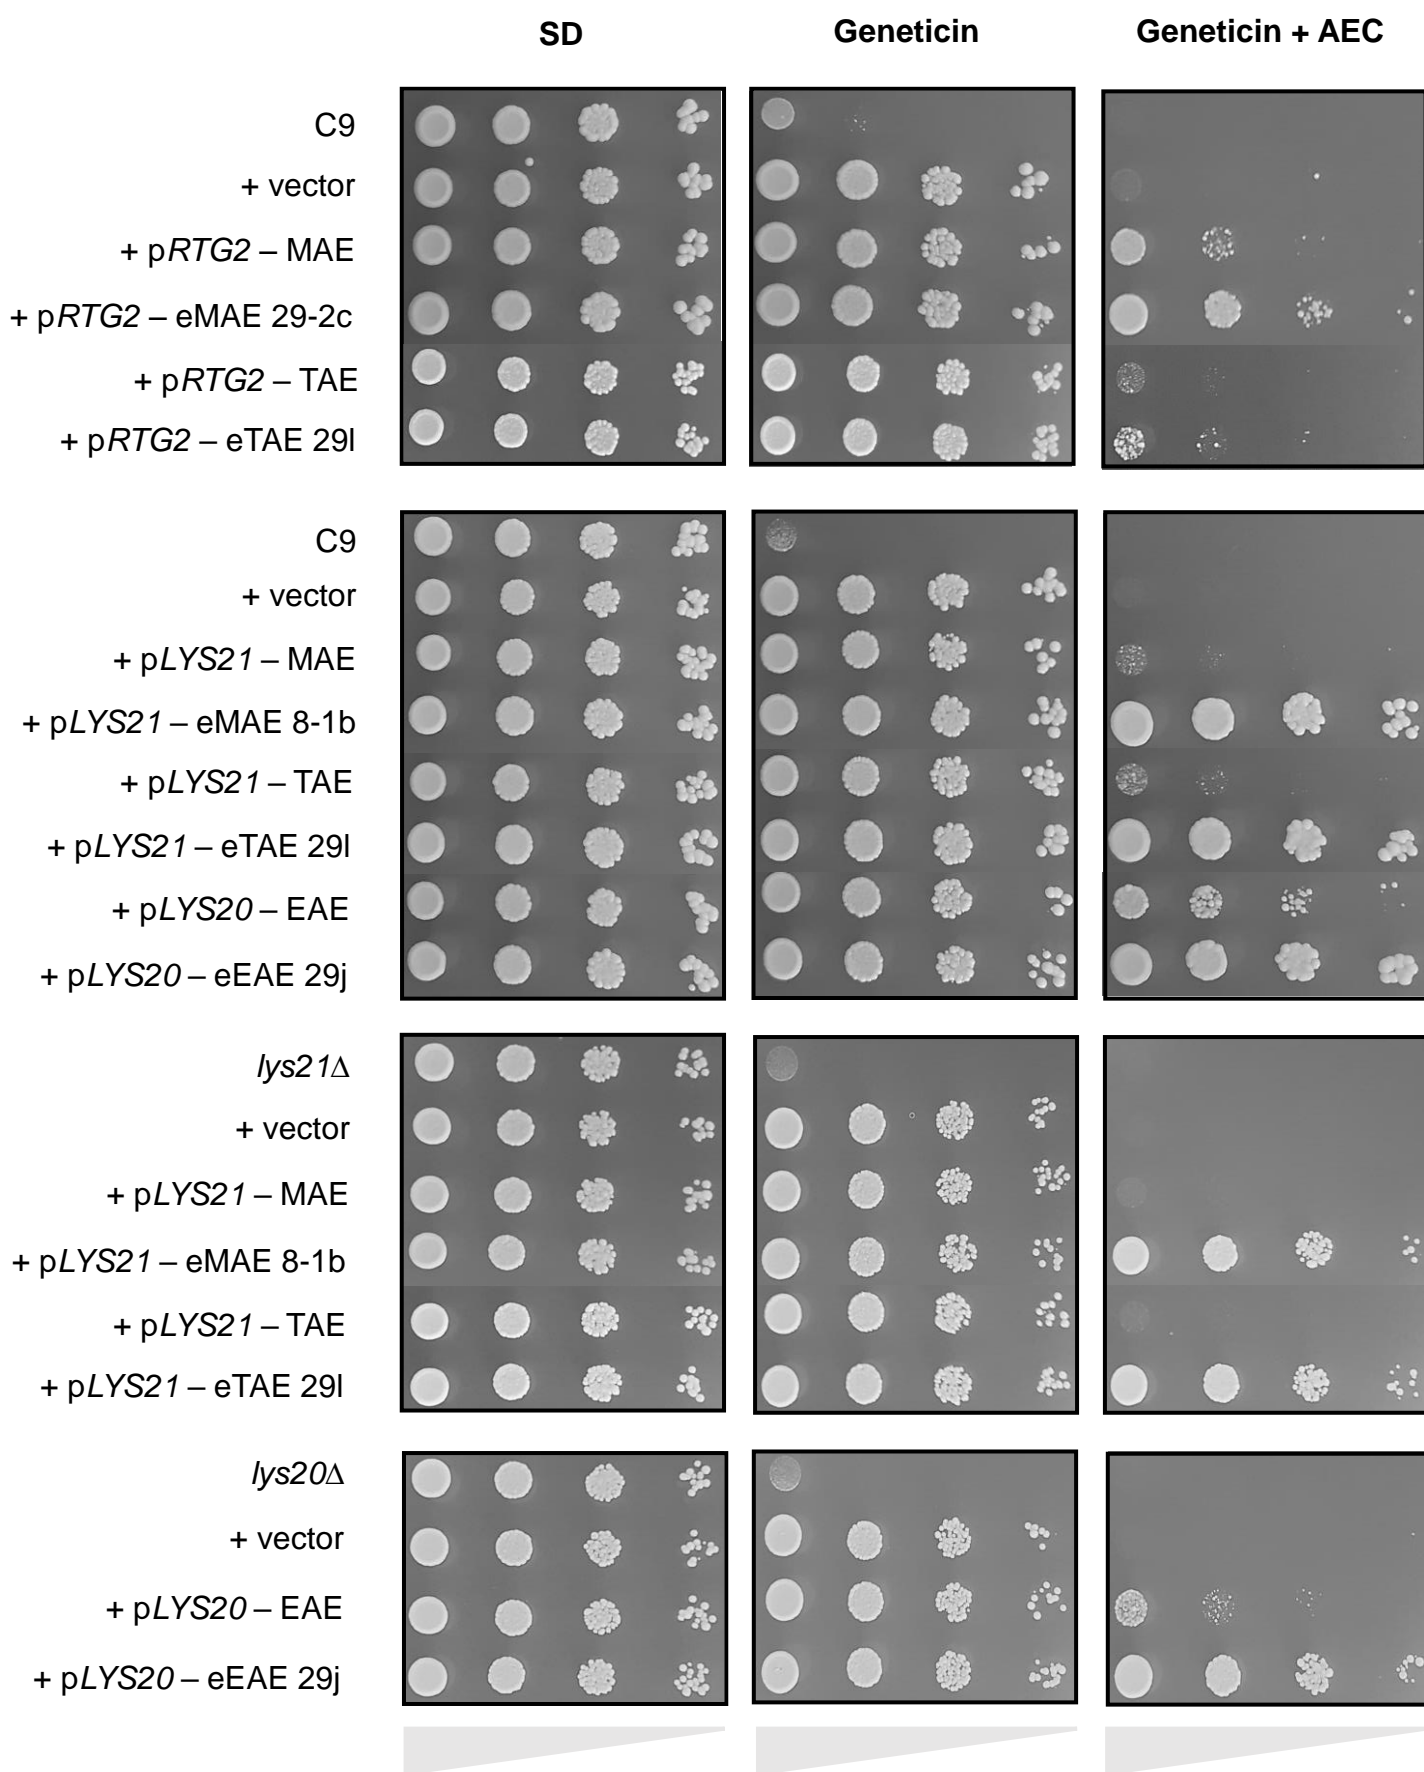 SD Geneticin Geneticin + AEC
C9
+ vector
+ pRTG2 – MAE
+ pRTG2 – eMAE 29-2c
+ pRTG2 – TAE
+ pRTG2 – eTAE 29l
C9
+ vector
+ pLYS21 – MAE
+ pLYS21 – eMAE 8-1b
+ pLYS21 – TAE
+ pLYS21 – eTAE 29l
+ pLYS20 – EAE
+ pLYS20 – eEAE 29j
lys21Δ
+ vector
+ pLYS21 – MAE
+ pLYS21 – eMAE 8-1b
+ pLYS21 – TAE
+ pLYS21 – eTAE 29l
lys20Δ
+ vector
+ pLYS20 – EAE
+ pLYS20 – eEAE 29j